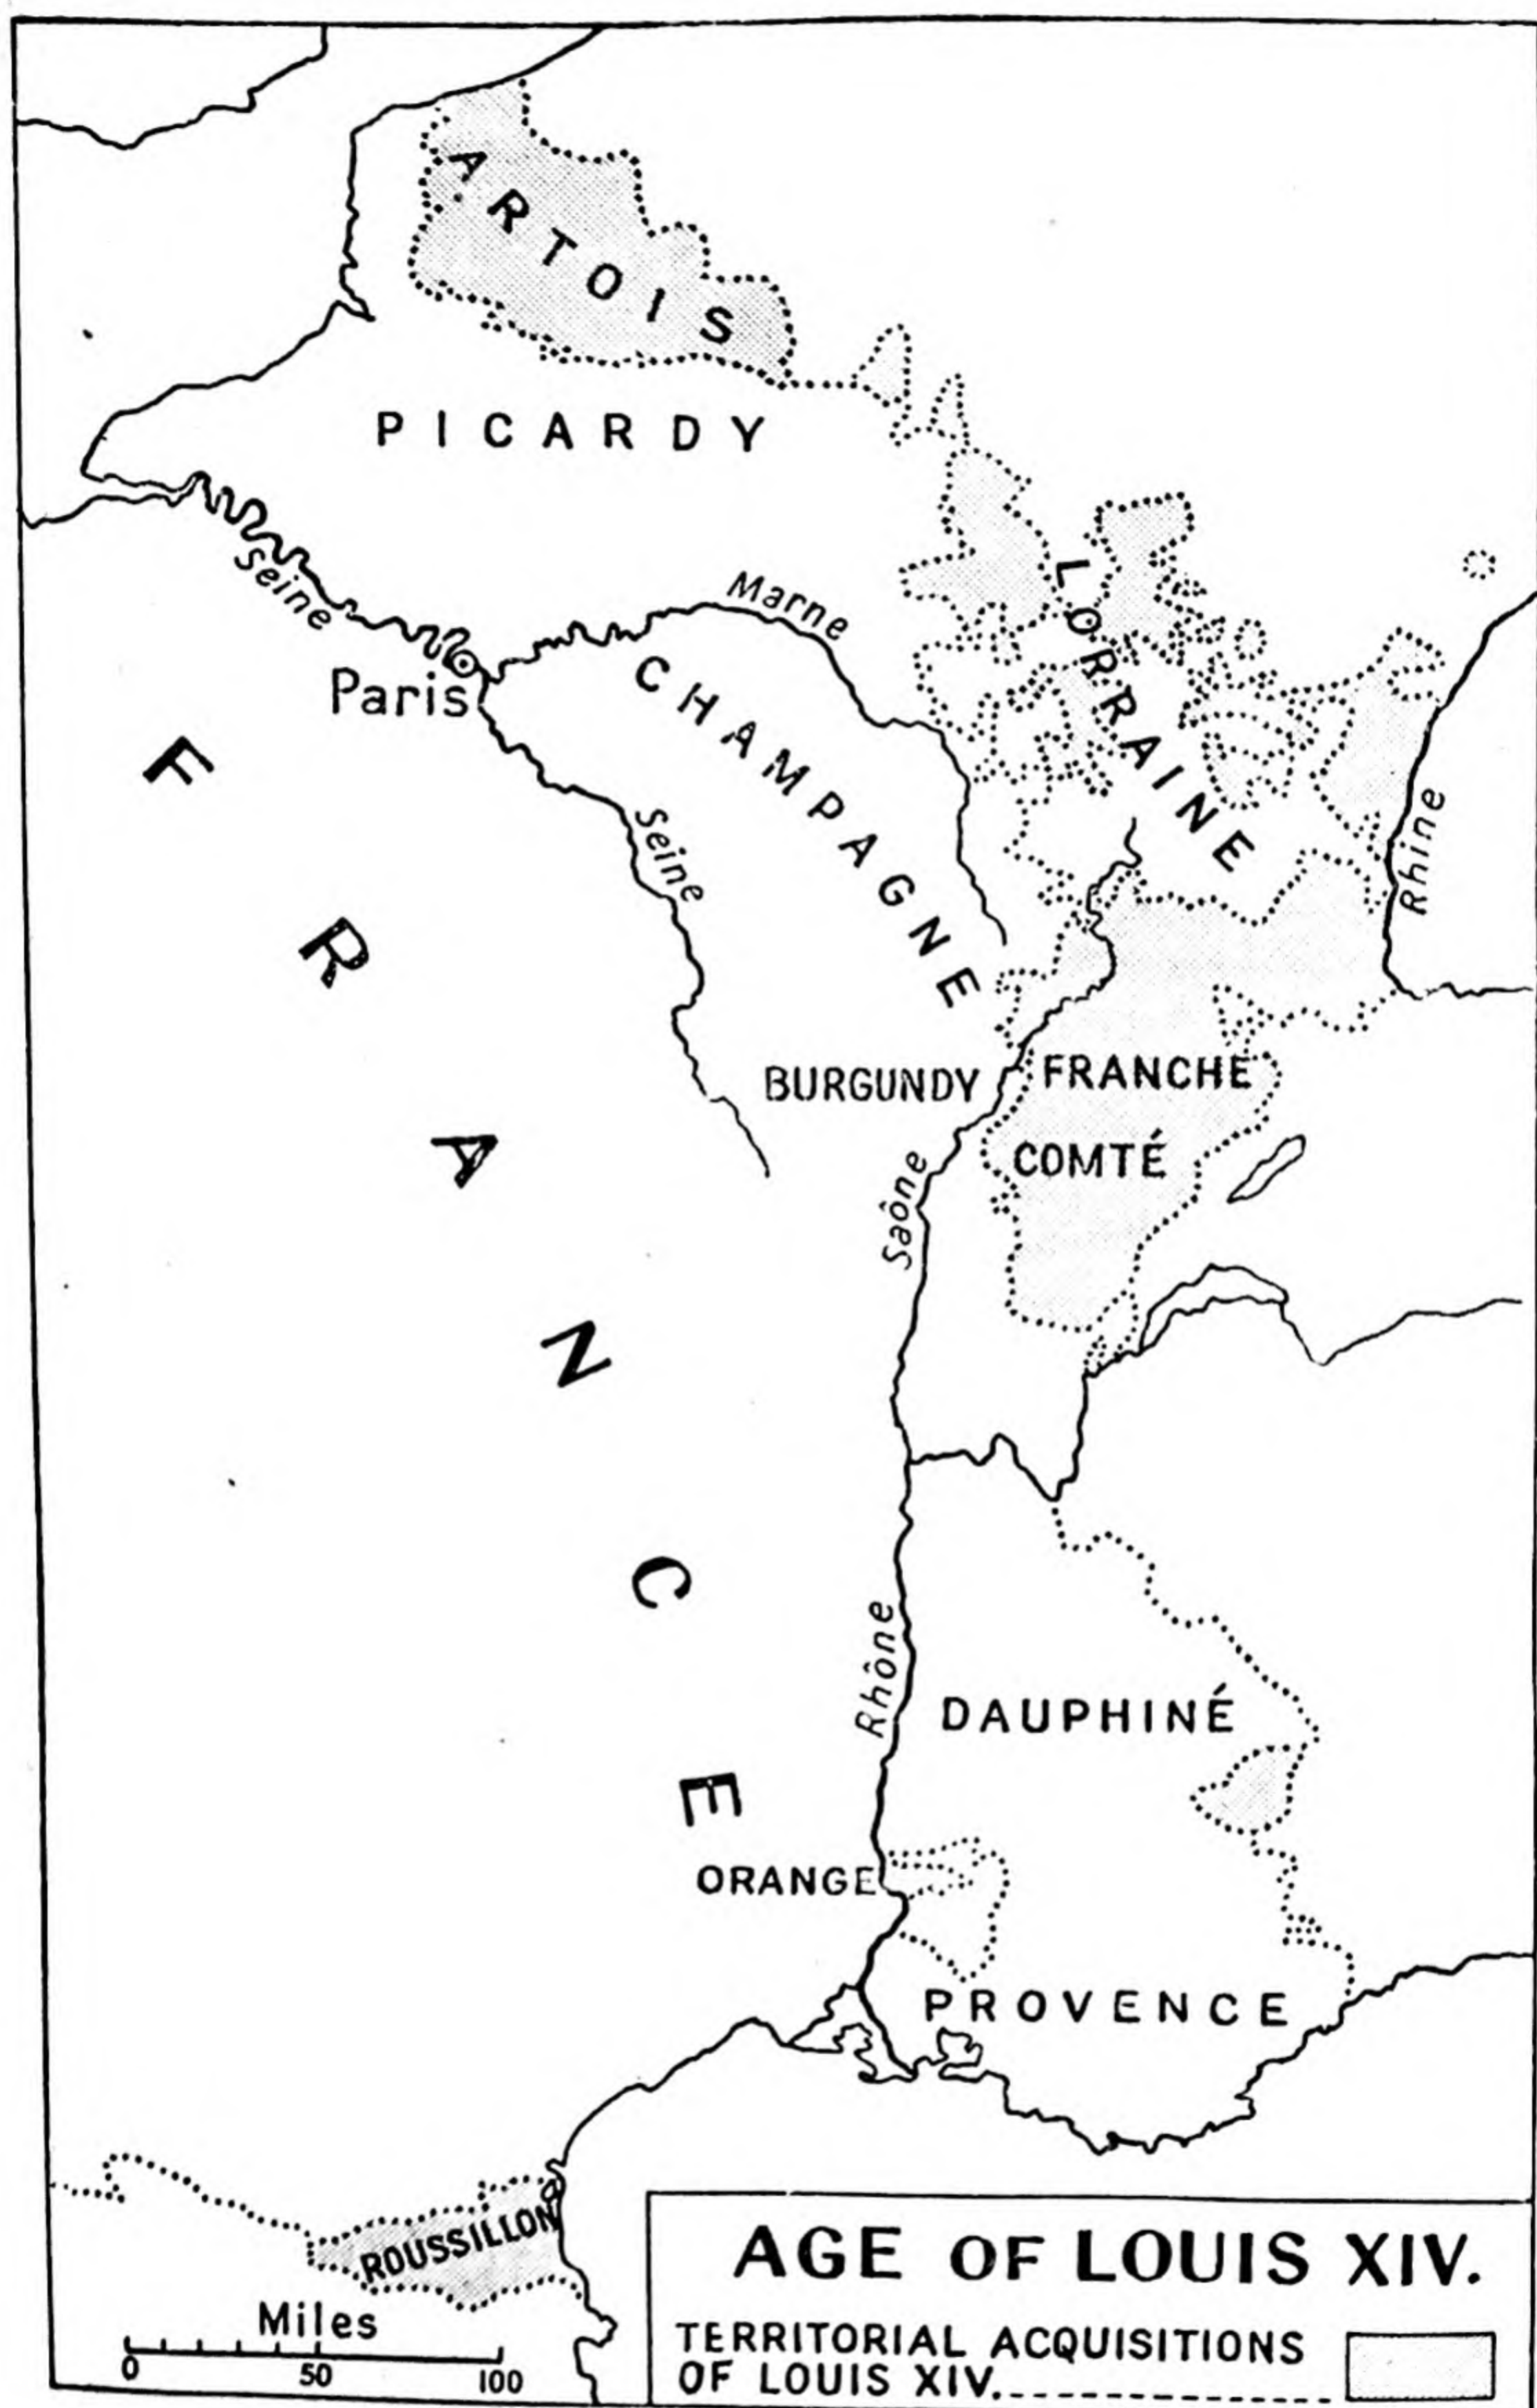 ARTOIS
PICARDY
Seine
Marne
LORRAINE
Paris
CHAMPAGNE
FRANCE
Seine
Rhine
BURGUNDY
FRANCHE
COMTÉ
Saône
Rhône
DAUPHINÉ
ORANGE
PROVENCE
ROUSSILLON
Miles
0 50 100
AGE OF LOUIS XIV.
TERRITORIAL ACQUISITIONS
OF LOUIS XIV.